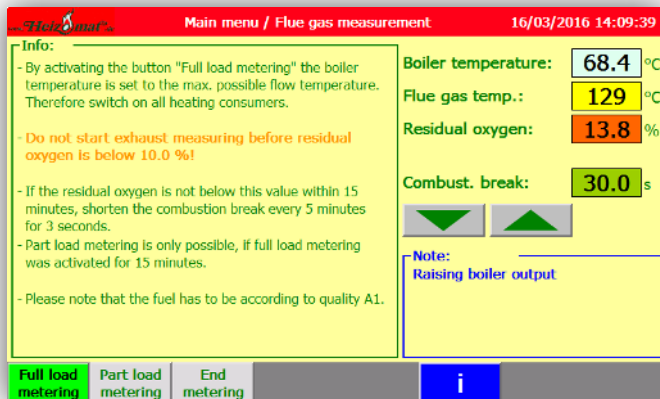 Holzmat
Main menu / Flue gas measurement
16/03/2016 14:09:39
Info:
- By activating the button "Full load metering" the boiler
temperature is set to the max. possible flow temperature.
Therefore switch on all heating consumers.
- Do not start exhaust measuring before residual
oxygen is below 10.0 %!
- If the residual oxygen is not below this value within 15
minutes, shorten the combustion break every 5 minutes
for 3 seconds.
- Part load metering is only possible, if full load metering
was activated for 15 minutes.
- Please note that the fuel has to be according to quality A1.
Boiler temperature: 68.4 °C
Flue gas temp.: 129 °C
Residual oxygen: 13.8 %
Combust. break: 30.0 s
Note:
Raising boiler output
Full load
metering
Part load
metering
End
metering
i